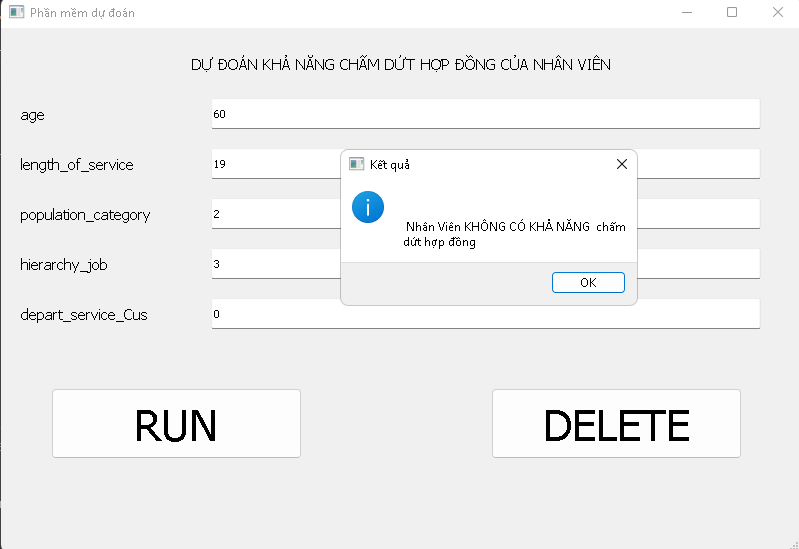 Phần mềm dự đoán
DỰ ĐOÁN KHẢ NĂNG CHẤM DỨT HỢP ĐỒNG CỦA NHÂN VIÊN
age
60
length_of_service
19
population_category
2
hierarchy_job
3
depart_service_Cus
0
Kết quả
Nhân Viên KHÔNG CÓ KHẢ NĂNG chấm
dứt hợp đồng
OK
RUN
DELETE